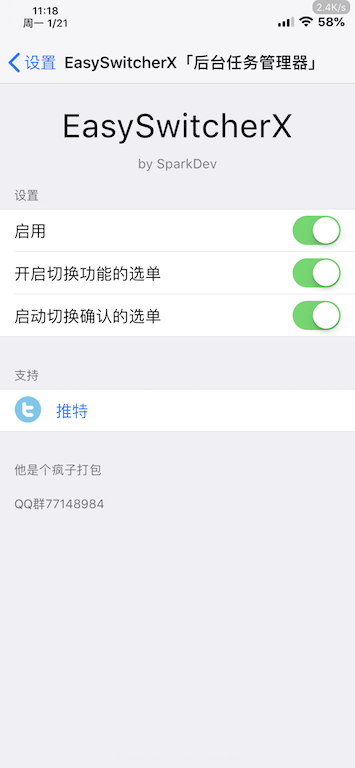 2.4K/s
11:18
周一 1/21
58%
设置
EasySwitcherX「后台任务管理器」
EasySwitcherX
by SparkDev
设置
启用
开启切换功能的选单
启动切换确认的选单
支持
推特
他是个疯子打包
QQ群77148984